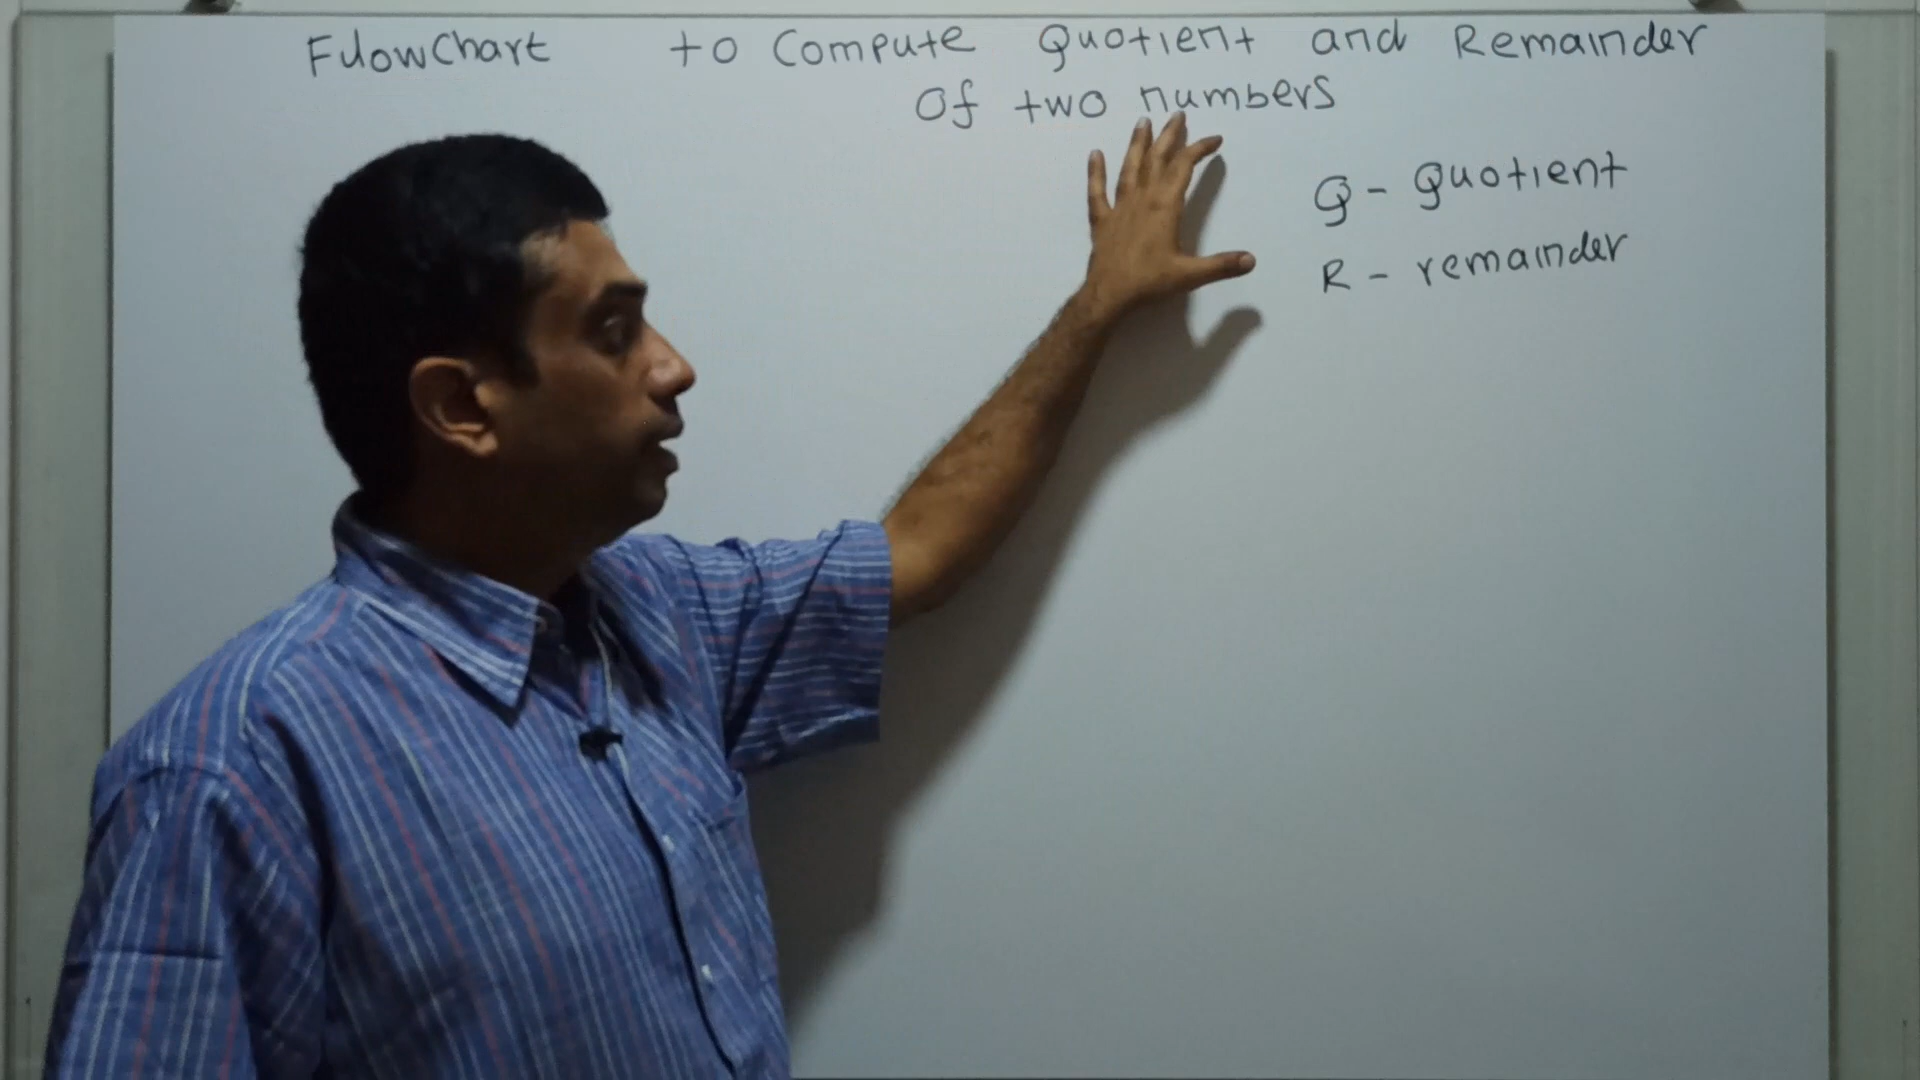 FlowChart to Compute Quotient and Remainder
of two numbers
Q - Quotient
R - remainder